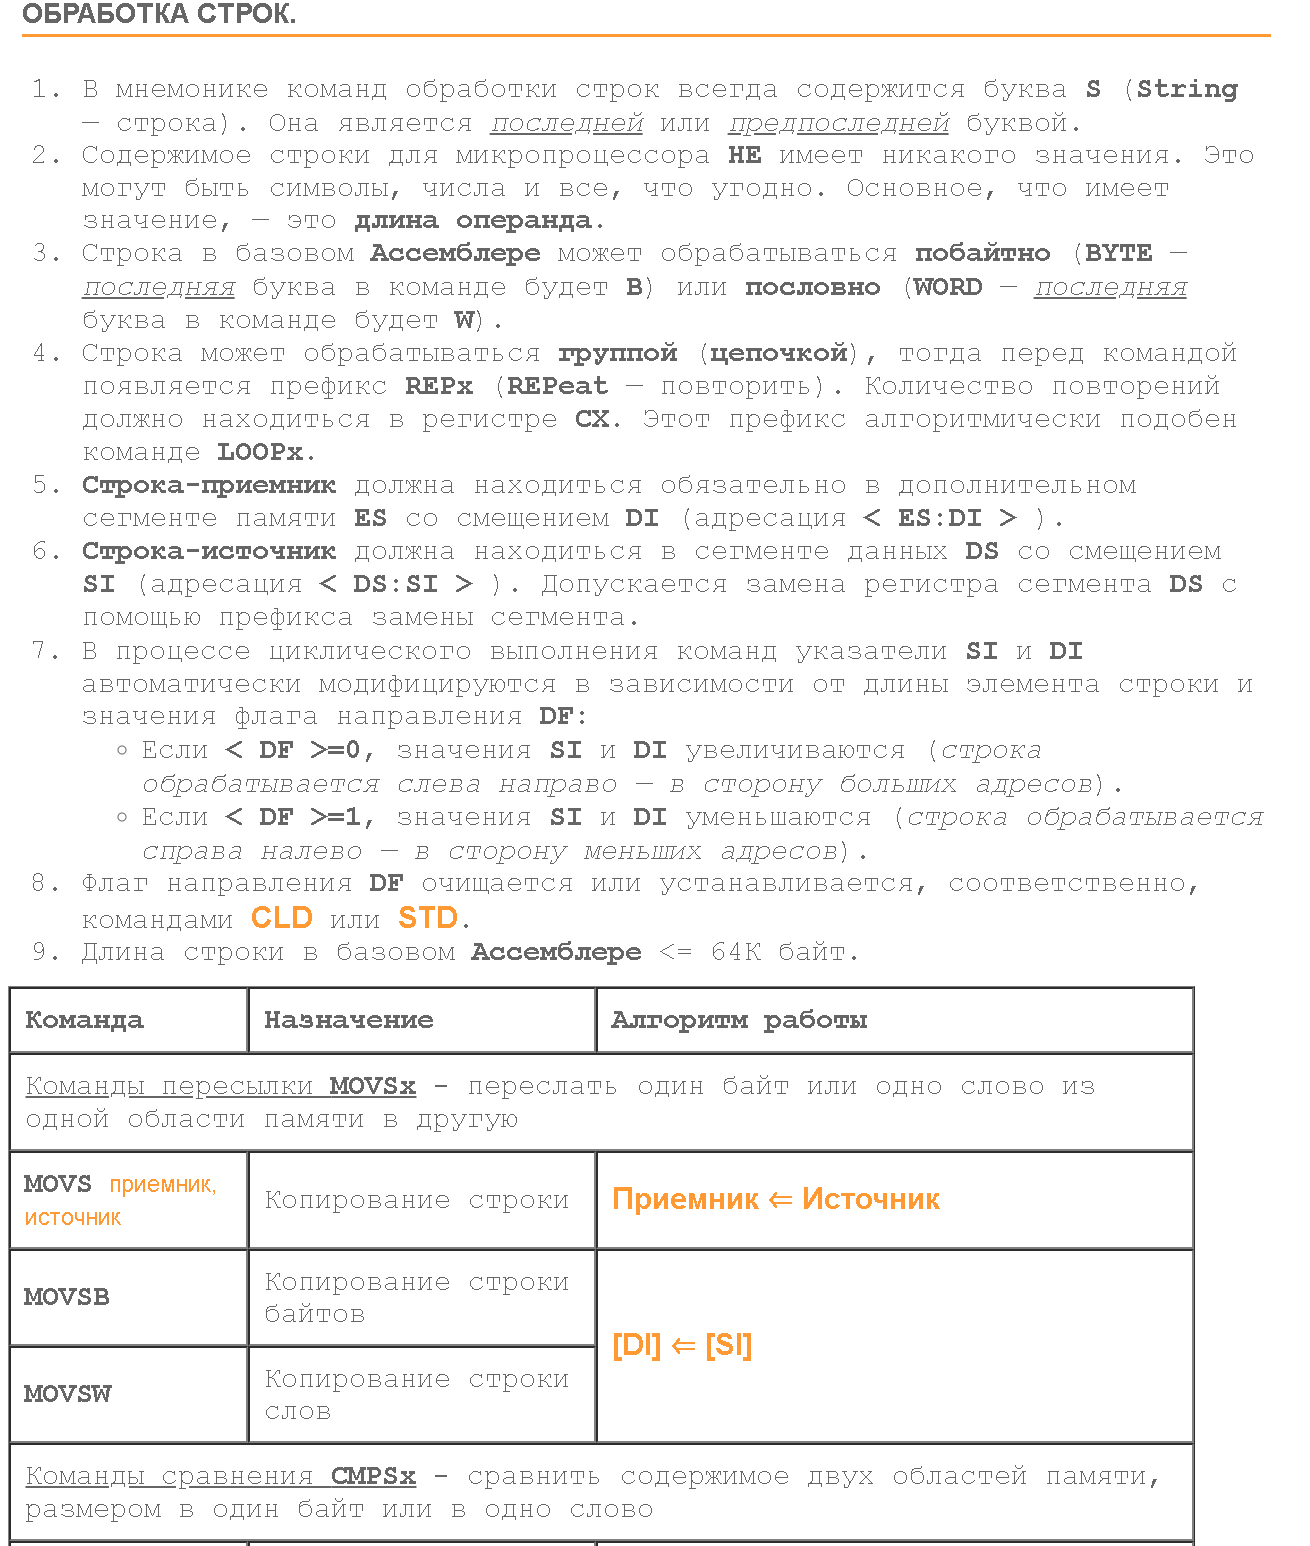 ОБРАБОТКА СТРОК.
1. В мнемонике команд обработки строк всегда содержится буква S (String
— строка). Она является последней или предпоследней буквой.
2. Содержимое строки для микропроцессора НЕ имеет никакого значения. Это
могут быть символы, числа и все, что угодно. Основное, что имеет
значение, — это длина операнда.
3. Строка в базовом Ассемблере может обрабатываться побайтно (BYTE —
последняя буква в команде будет B) или пословно (WORD — последняя
буква в команде будет W).
4. Строка может обрабатываться группой (цепочкой), тогда перед командой
появляется префикс REPx (REPeat — повторить). Количество повторений
должно находиться в регистре CX. Этот префикс алгоритмически подобен
команде LOOPx.
5. Строка-приемник должна находиться обязательно в дополнительном
сегменте памяти ES со смещением DI (адресация < ES:DI > ).
6. Строка-источник должна находиться в сегменте данных DS со смещением
SI (адресация < DS:SI > ). Допускается замена регистра сегмента DS с
помощью префикса замены сегмента.
7. В процессе циклического выполнения команд указатели SI и DI
автоматически модифицируются в зависимости от длины элемента строки и
значения флага направления DF:
◦ Если < DF >=0, значения SI и DI увеличиваются (строка
обрабатывается слева направо — в сторону больших адресов).
◦ Если < DF >=1, значения SI и DI уменьшаются (строка обрабатывается
справа налево — в сторону меньших адресов).
8. Флаг направления DF очищается или устанавливается, соответственно,
командами CLD или STD.
9. Длина строки в базовом Ассемблере <= 64К байт.
Команда Назначение Алгоритм работы
Команды пересылки MOVSx - переслать один байт или одно слово из
одной области памяти в другую
MOVS приемник,
источник
Копирование строки
Приемник ⇐ Источник
MOVSB
Копирование строки
байтов
[DI] ⇐ [SI]
MOVSW
Копирование строки
слов
Команды сравнения CMPSx - сравнить содержимое двух областей памяти,
размером в один байт или в одно слово